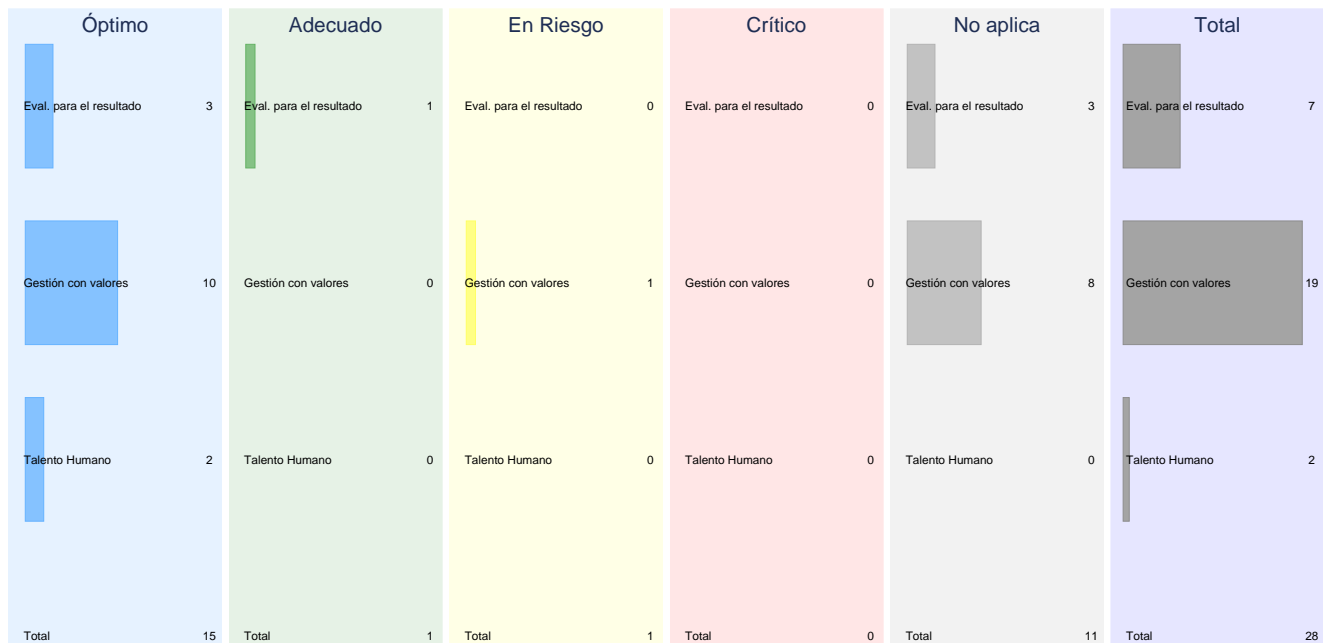 Óptimo Adecuado En Riesgo Crítico No aplica Total
Eval. para el resultado 3 Eval. para el resultado 1 Eval. para el resultado 0 Eval. para el resultado 0 Eval. para el resultado 3 Eval. para el resultado 7
Gestión con valores 10 Gestión con valores 0 Gestión con valores 1 Gestión con valores 0 Gestión con valores 8 Gestión con valores 19
Talento Humano 2 Talento Humano 0 Talento Humano 0 Talento Humano 0 Talento Humano 0 Talento Humano 2
Total 15 Total 1 Total 1 Total 0 Total 11 Total 28